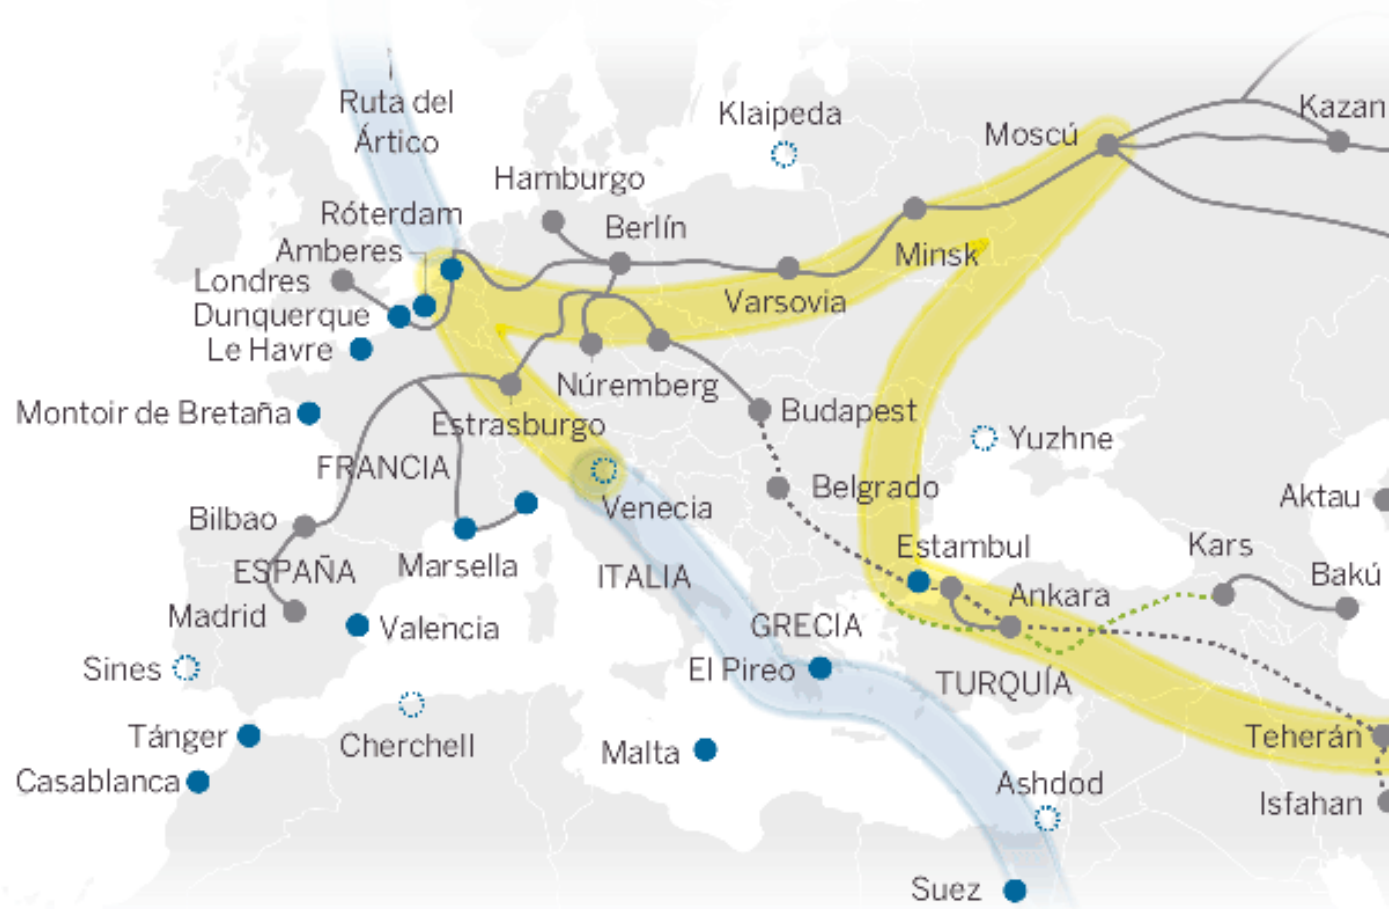 Ruta del
Ártico
Klaipeda
Kazan
Moscú
Hamburgo
Róterdam
Berlín
Amberes
Minsk
Londres
Varsovia
Dunquerque
Le Havre
Núremberg
Montoir de Bretaña
Budapest
Estrasburgo
Yuzhne
FRANCIA
Belgrado
Aktau
Venecia
Bilbao
Estambul
Kars
ESPAÑA
Marsella
ITALIA
Bakú
Ankara
Madrid
Valencia
GRECIA
Sines
El Pireo
TURQUÍA
Tánger
Teherán
Cherchell
Malta
Casablanca
Ashdod
Isfahan
Suez